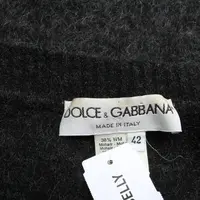 DOLCE & GABBANA
MADE IN ITALY
42
ELLY